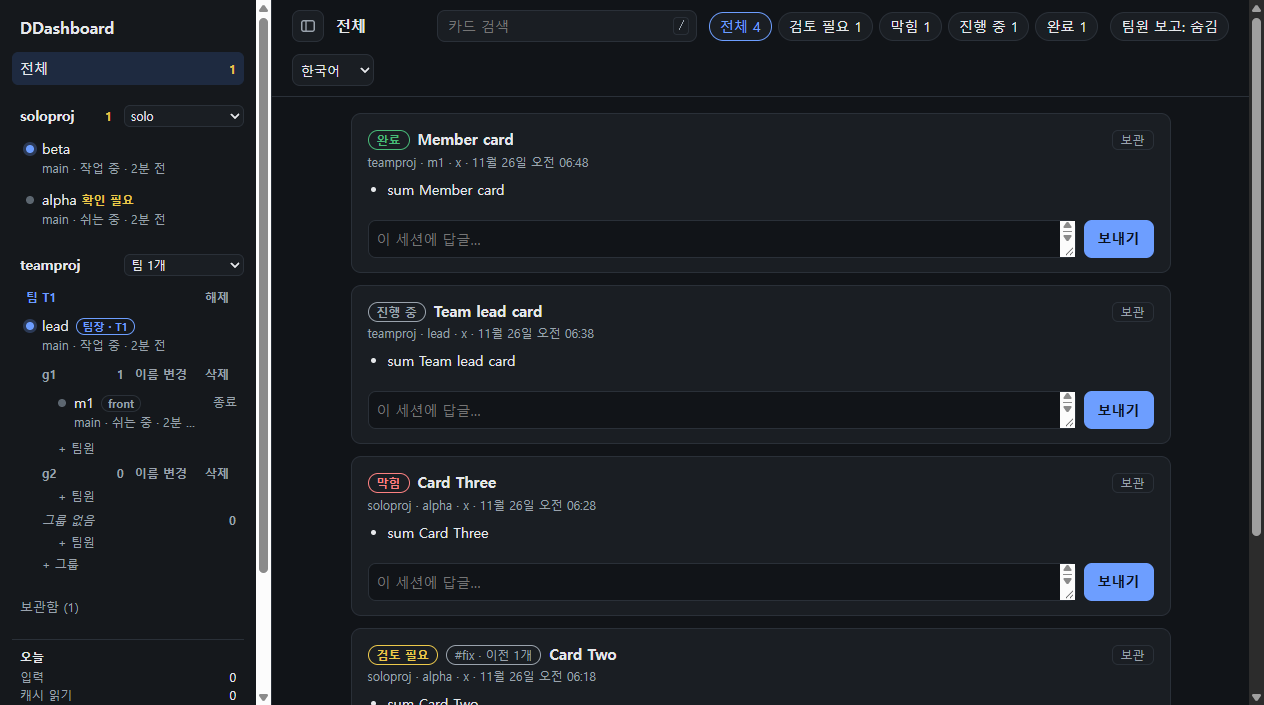 DDashboard
전체 1
soloproj 1 solo
beta
main · 작업 중 · 2분 전
alpha 확인 필요
main · 쉬는 중 · 2분 전
teamproj 팀 1개
팀 T1 해제
lead 팀장 · T1
main · 작업 중 · 2분 전
g1 1 이름 변경 삭제
m1 front 종료
main · 쉬는 중 · 2분 ...
+ 팀원
g2 0 이름 변경 삭제
+ 팀원
그룹 없음 0
+ 팀원
+ 그룹
보관함 (1)
오늘
입력 0
캐시 읽기 0
전체 카드 검색 / 전체 4 검토 필요 1 막힘 1 진행 중 1 완료 1 팀원 보고: 숨김
한국어
완료 Member card 보관
teamproj · m1 · x · 11월 26일 오전 06:48
• sum Member card
이 세션에 답글... 보내기
진행 중 Team lead card 보관
teamproj · lead · x · 11월 26일 오전 06:38
• sum Team lead card
이 세션에 답글... 보내기
막힘 Card Three 보관
soloproj · alpha · x · 11월 26일 오전 06:28
• sum Card Three
이 세션에 답글... 보내기
검토 필요 #fix · 이전 1개 Card Two 보관
soloproj · alpha · x · 11월 26일 오전 06:18
• sum Card Two